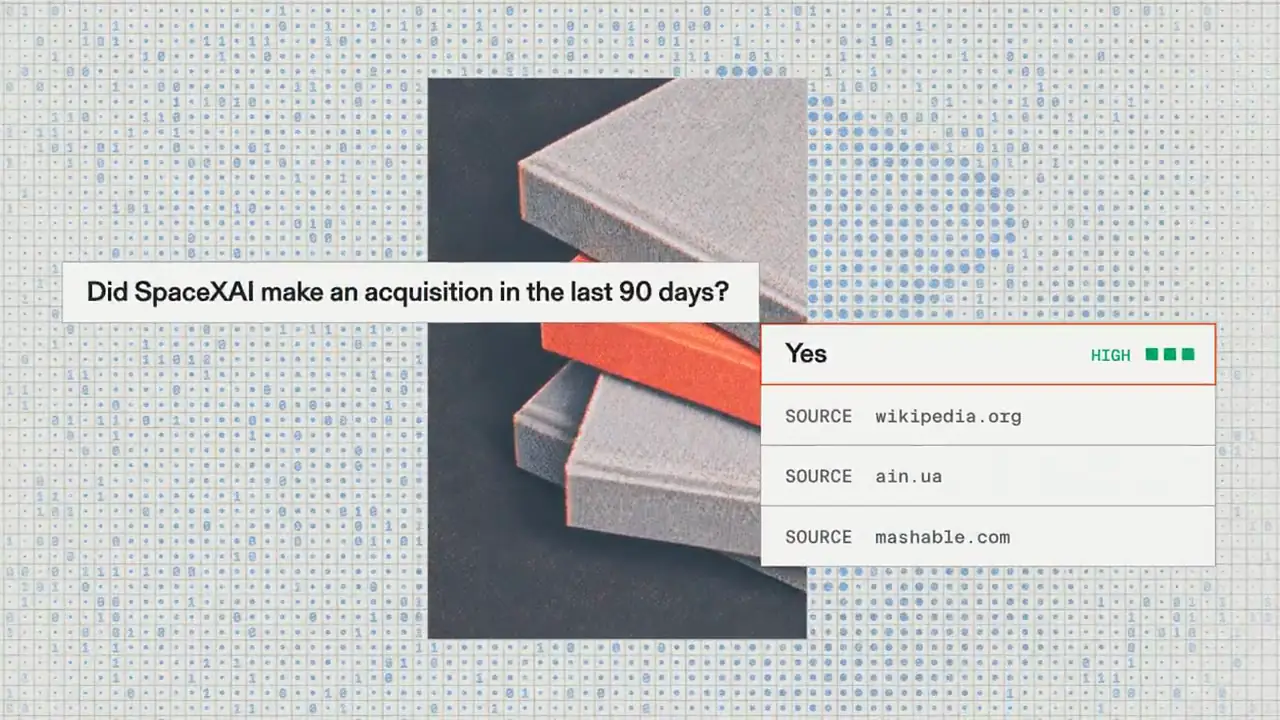 Did SpaceXAI make an acquisition in the last 90 days?
Yes HIGH
SOURCE wikipedia.org
SOURCE ain.ua
SOURCE mashable.com